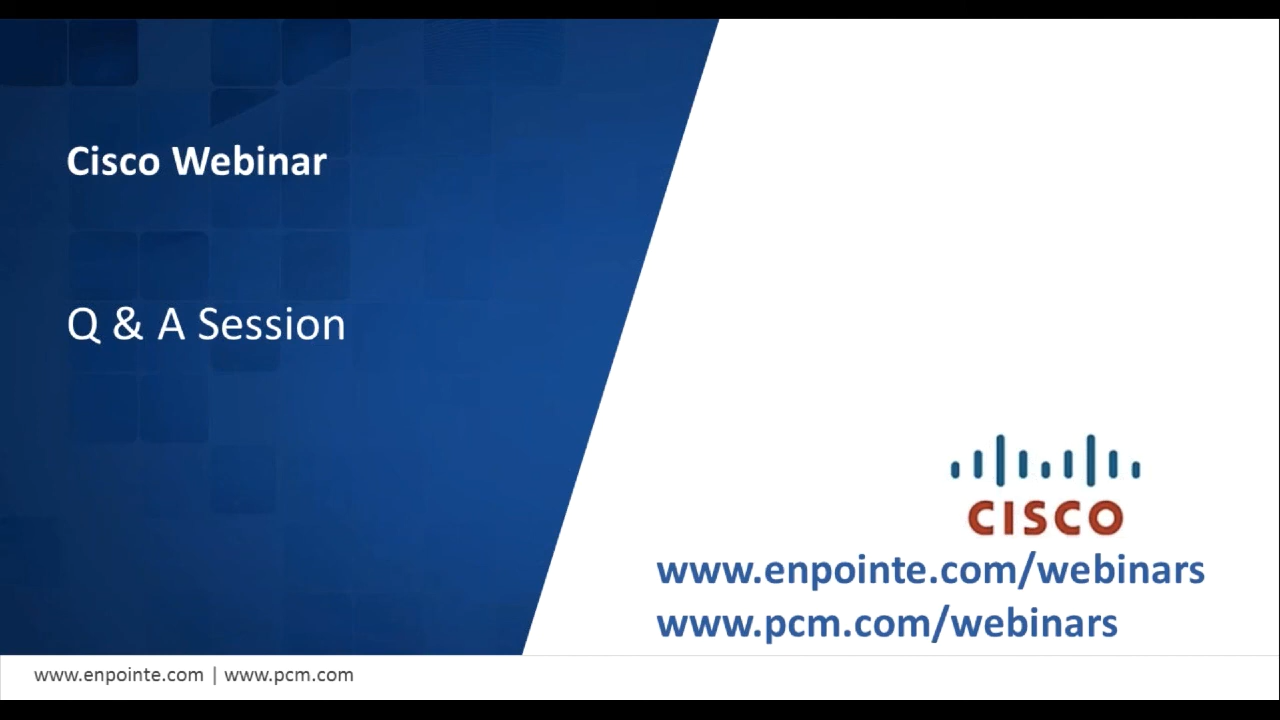 Cisco Webinar
Q & A Session
CISCO
www.enpointe.com/webinars
www.pcm.com/webinars
www.enpointe.com | www.pcm.com